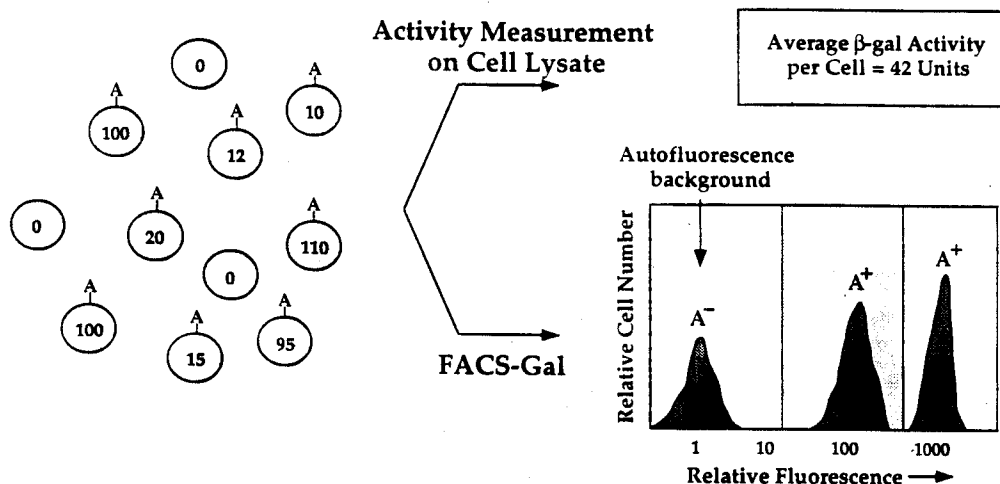 Activity Measurement
on Cell Lysate
Average β-gal Activity
per Cell = 42 Units
0
A
10
A
100
A
12
0
A
20
A
110
0
A
100
A
15
A
95
FACS-Gal
Autofluorescence
background
Relative Cell Number
A⁻
A⁺
A⁺
1 10 100 1000
Relative Fluorescence